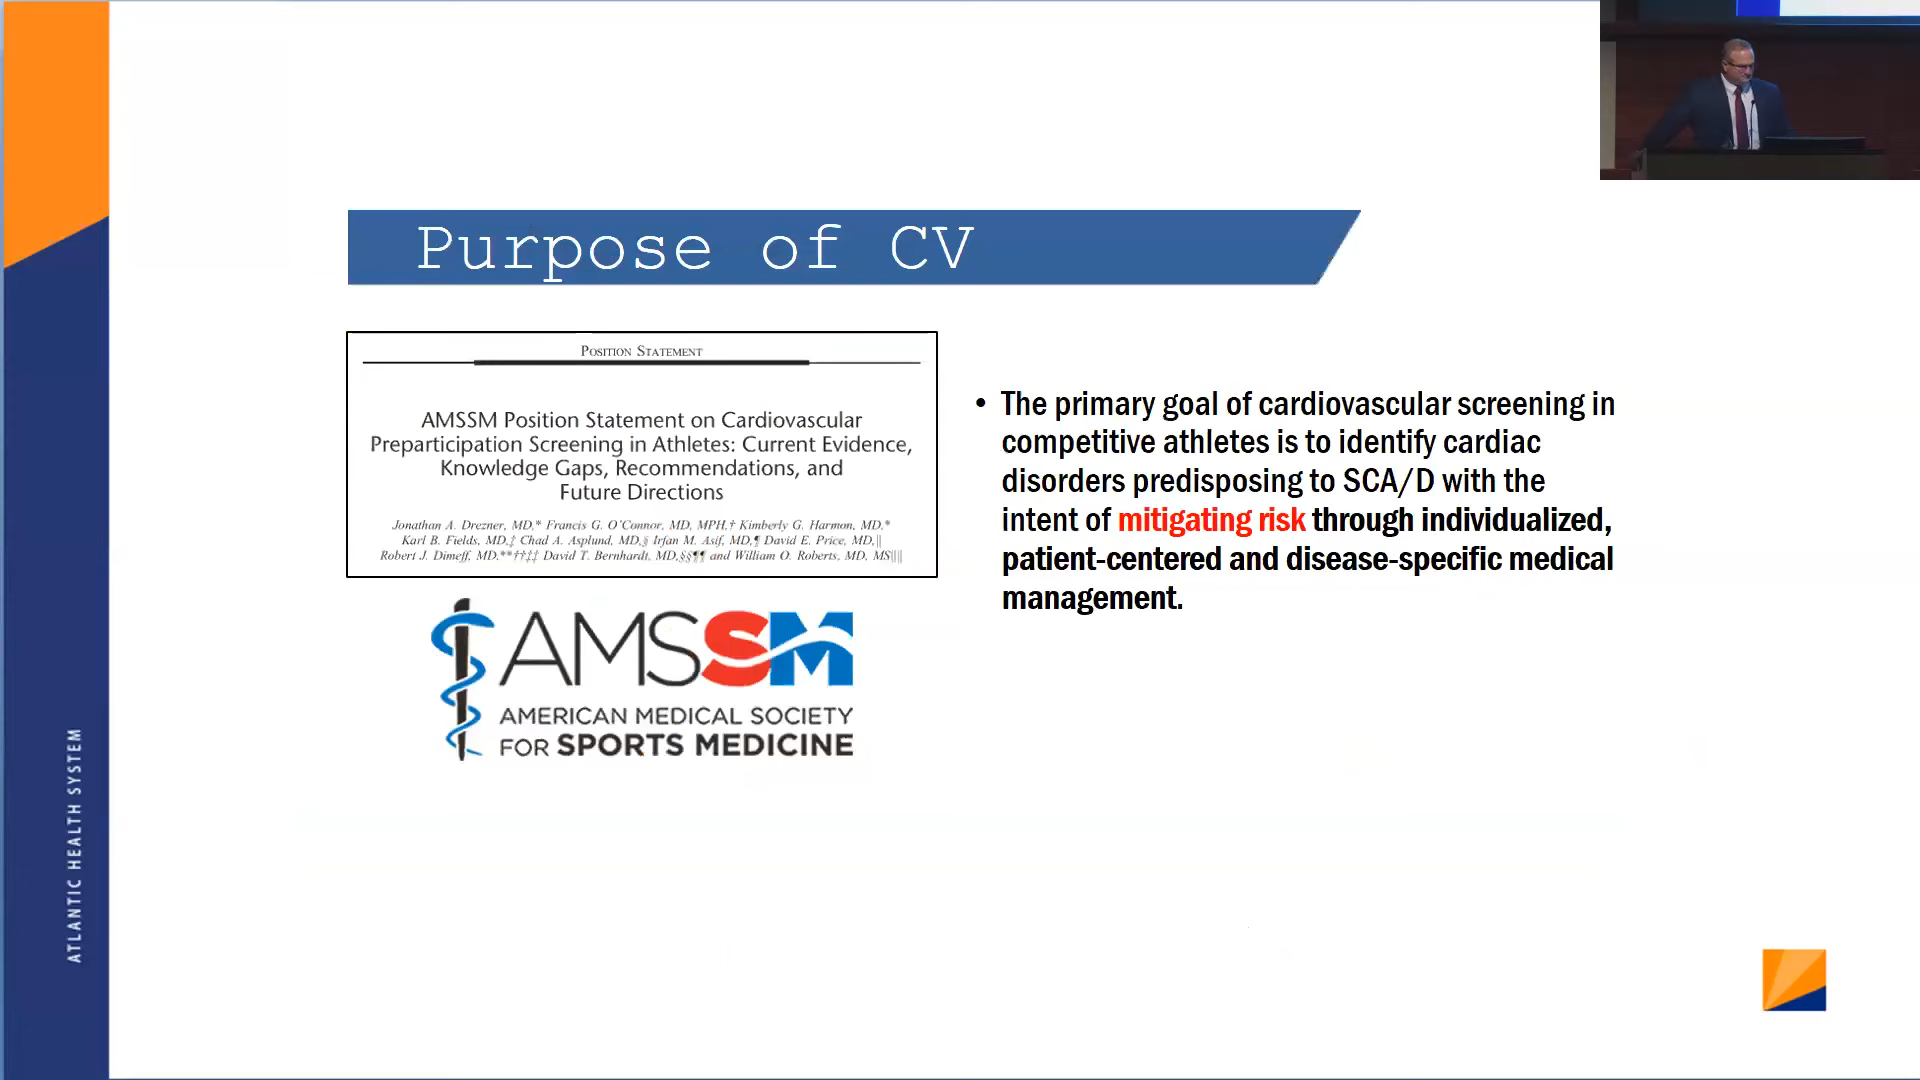 Purpose of CV
POSITION STATEMENT
AMSSM Position Statement on Cardiovascular
Preparticipation Screening in Athletes: Current Evidence,
Knowledge Gaps, Recommendations, and
Future Directions
Jonathan A. Drezner, MD,* Francis G. O'Connor, MD, MPH,† Kimberly G. Harmon, MD,*
Karl B. Fields, MD,‡ Chad A. Asplund, MD,§ Irfan M. Asif, MD,¶ David E. Price, MD,||
Robert J. Dimeff, MD,**††‡‡ David T. Bernhardt, MD,§§¶¶ and William O. Roberts, MD, MS||||
AMSSM
AMERICAN MEDICAL SOCIETY
FOR SPORTS MEDICINE
• The primary goal of cardiovascular screening in
competitive athletes is to identify cardiac
disorders predisposing to SCA/D with the
intent of mitigating risk through individualized,
patient-centered and disease-specific medical
management.
ATLANTIC HEALTH SYSTEM